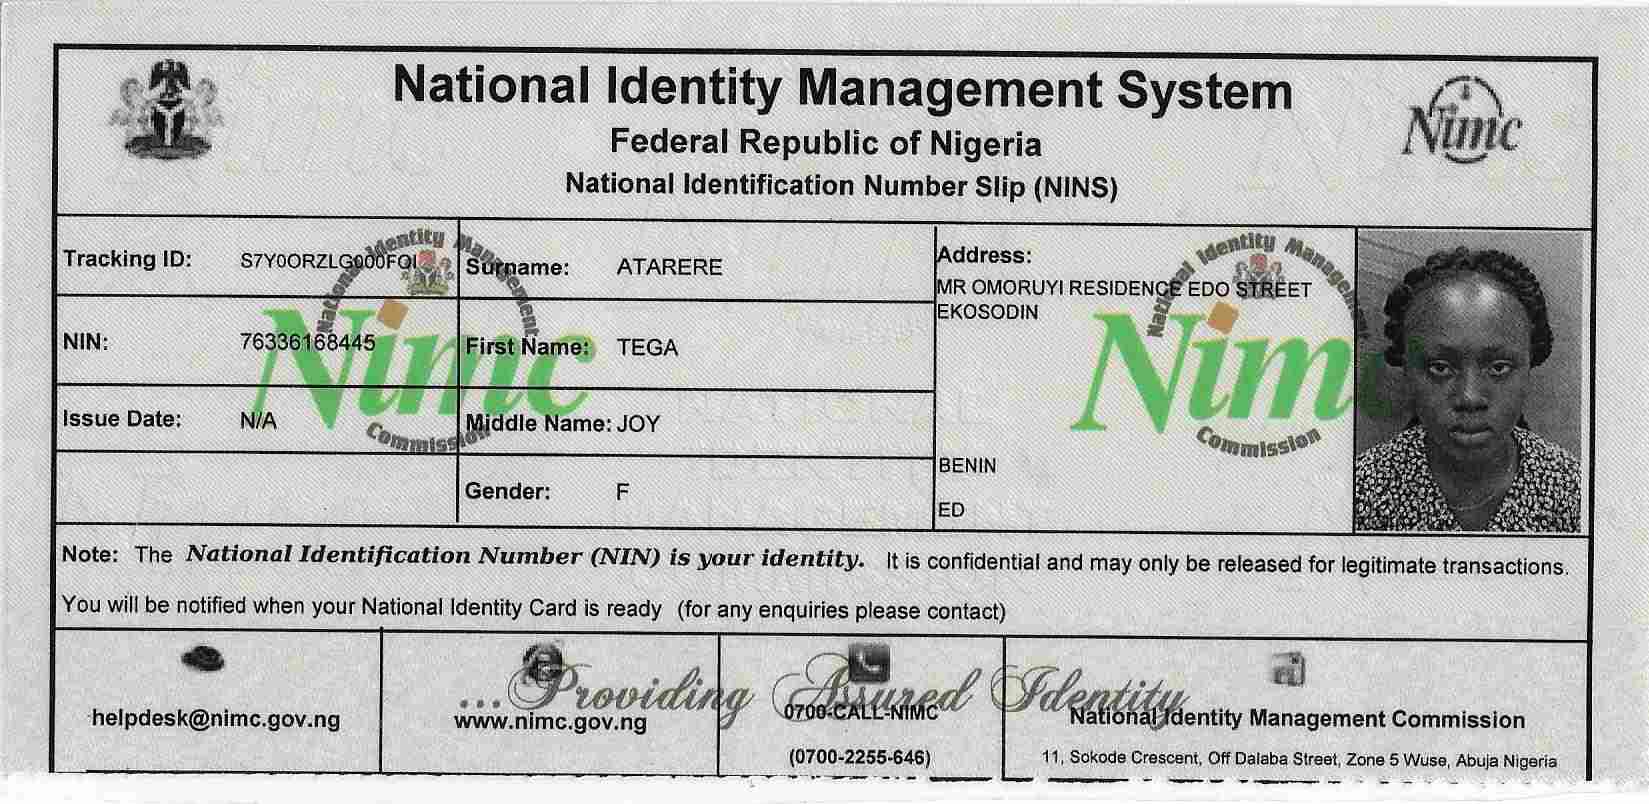 National Identity Management System
Federal Republic of Nigeria
National Identification Number Slip (NINS)
Nimc
Tracking ID: S7Y0ORZLG000FQI
Surname: ATARERE
Address:
MR OMORUYI RESIDENCE EDO STREET
EKOSODIN
NIN: 76336168445
First Name: TEGA
Issue Date: N/A
Middle Name: JOY
BENIN
Gender: F
ED
National Identity Management Commission
Nimc
National Identity Management Commission
Nimc
Note: The National Identification Number (NIN) is your identity. It is confidential and may only be released for legitimate transactions.
You will be notified when your National Identity Card is ready (for any enquiries please contact)
...Providing Assured Identity
helpdesk@nimc.gov.ng
www.nimc.gov.ng
0700-CALL-NIMC
(0700-2255-646)
National Identity Management Commission
11, Sokode Crescent, Off Dalaba Street, Zone 5 Wuse, Abuja Nigeria